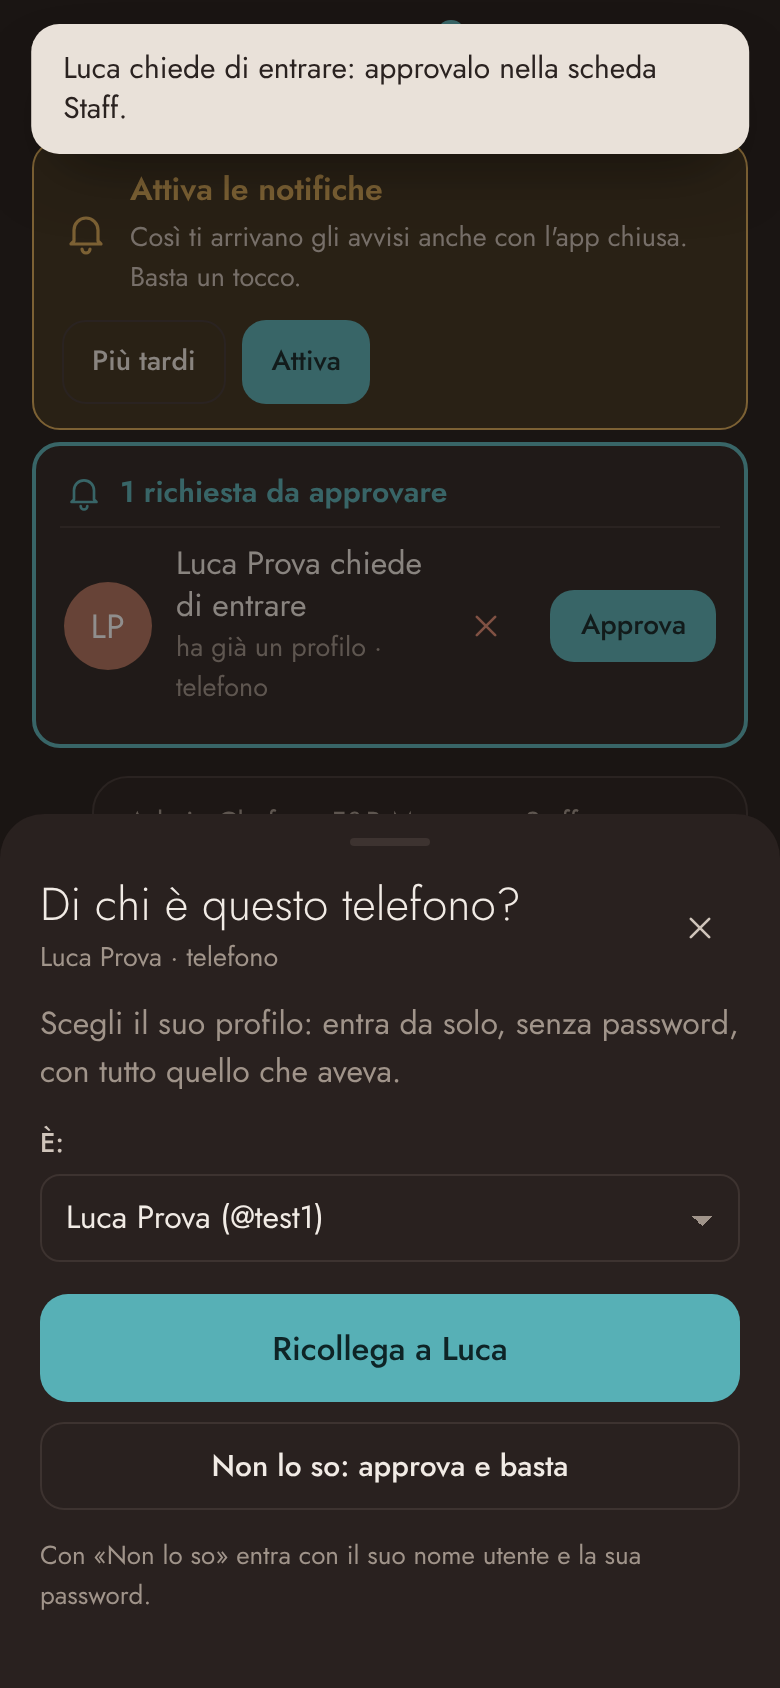 Luca chiede di entrare: approvalo nella scheda
Staff.
Attiva le notifiche
Così ti arrivano gli avvisi anche con l'app chiusa.
Basta un tocco.
Più tardi
Attiva
1 richiesta da approvare
LP
Luca Prova chiede
di entrare
ha già un profilo ·
telefono
Approva
Di chi è questo telefono?
Luca Prova · telefono
Scegli il suo profilo: entra da solo, senza password,
con tutto quello che aveva.
È:
Luca Prova (@test1)
Ricollega a Luca
Non lo so: approva e basta
Con «Non lo so» entra con il suo nome utente e la sua
password.